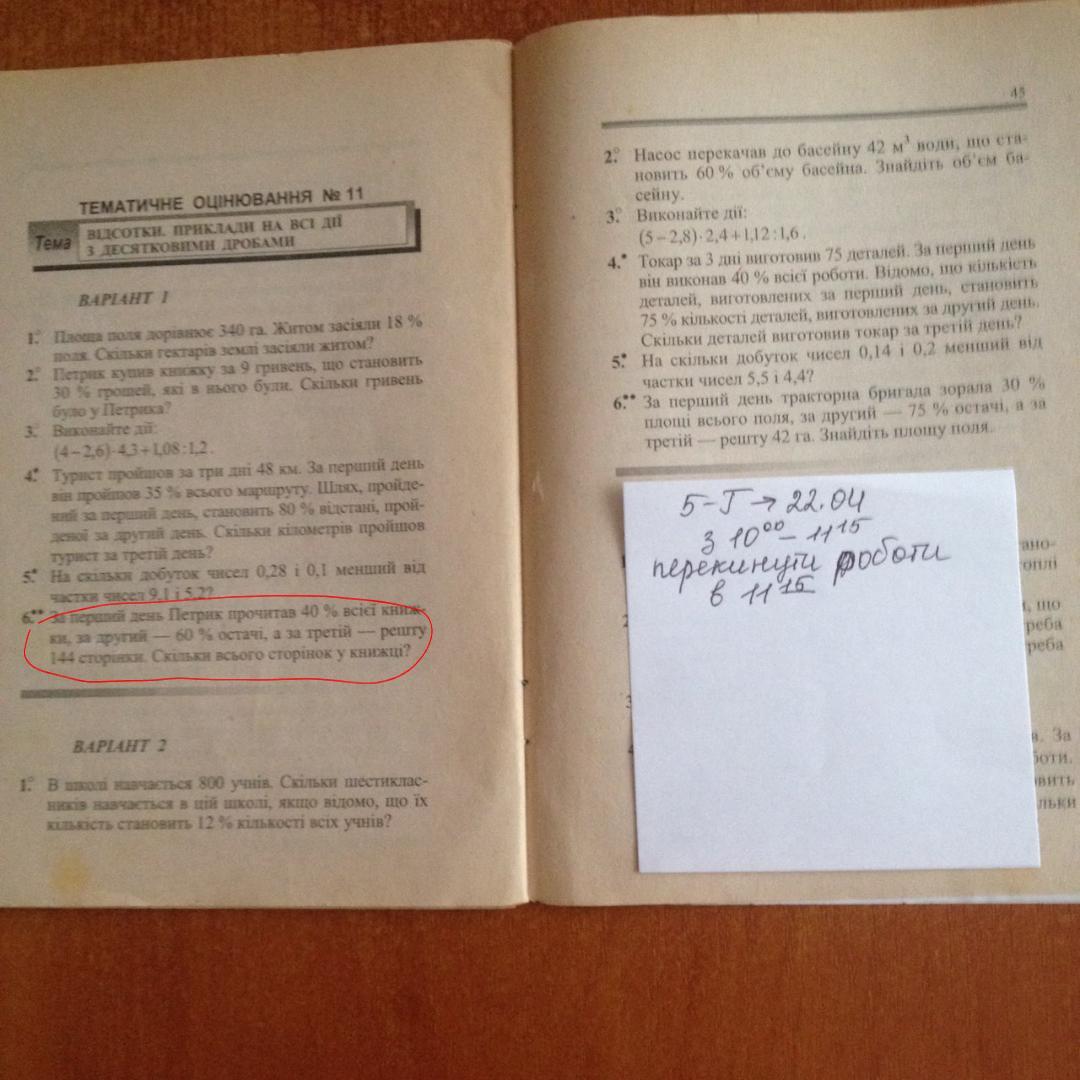 ТЕМАТИЧНЕ ОЦІНЮВАННЯ № 11
Тема
ВІДСОТКИ. ПРИКЛАДИ НА ВСІ ДІЇ
З ДЕСЯТКОВИМИ ДРОБАМИ
ВАРІАНТ 1
1.° Площа поля дорівнює 340 га. Житом засіяли 18 %
поля. Скільки гектарів землі засіяли житом?
2.° Петрик купив книжку за 9 гривень, що становить
30 % грошей, які в нього були. Скільки гривень
було у Петрика?
3.° Виконайте дії:
(4 – 2,6) · 4,3 + 1,08 : 1,2 .
4.• Турист пройшов за три дні 48 км. За перший день
він пройшов 35 % всього маршруту. Шлях, пройде-
ний за перший день, становить 80 % відстані, прой-
деної за другий день. Скільки кілометрів пройшов
турист за третій день?
5.• На скільки добуток чисел 0,28 і 0,1 менший від
частки чисел 9,1 і 5,2?
6.•• За перший день Петрик прочитав 40 % всієї книж-
ки, за другий — 60 % остачі, а за третій — решту
144 сторінки. Скільки всього сторінок у книжці?
ВАРІАНТ 2
1.° В школі навчається 800 учнів. Скільки шестиклас-
ників навчається в цій школі, якщо відомо, що їх
кількість становить 12 % кількості всіх учнів?
45
2.° Насос перекачав до басейну 42 м³ води, що ста-
новить 60 % об’єму басейна. Знайдіть об’єм ба-
сейну.
3.° Виконайте дії:
(5 – 2,8) · 2,4 + 1,12 : 1,6 .
4.• Токар за 3 дні виготовив 75 деталей. За перший день
він виконав 40 % всієї роботи. Відомо, що кількість
деталей, виготовлених за перший день, становить
75 % кількості деталей, виготовлених за другий день.
Скільки деталей виготовив токар за третій день?
5.• На скільки добуток чисел 0,14 і 0,2 менший від
частки чисел 5,5 і 4,4?
6.•• За перший день тракторна бригада зорала 30 %
площі всього поля, за другий — 75 % остачі, а за
третій — решту 42 га. Знайдіть площу поля.
5-Г → 22.04
з 10⁰⁰ – 11¹⁵
перекинути роботи
в 11¹⁵
що
реба
реба
За
льки